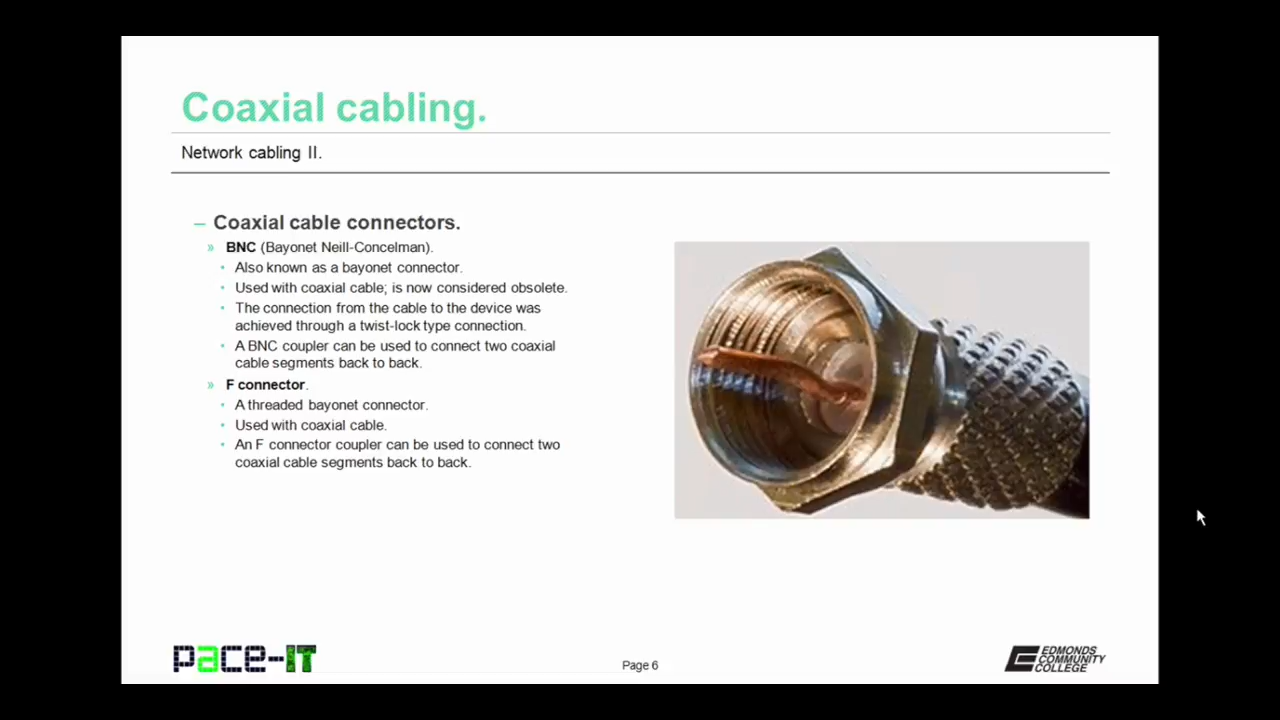 Coaxial cabling.
Network cabling II.
– Coaxial cable connectors.
» BNC (Bayonet Neill-Concelman).
• Also known as a bayonet connector.
• Used with coaxial cable; is now considered obsolete.
• The connection from the cable to the device was
achieved through a twist-lock type connection.
• A BNC coupler can be used to connect two coaxial
cable segments back to back.
» F connector.
• A threaded bayonet connector.
• Used with coaxial cable.
• An F connector coupler can be used to connect two
coaxial cable segments back to back.
pace-IT
Page 6
EDMONDS
COMMUNITY
COLLEGE